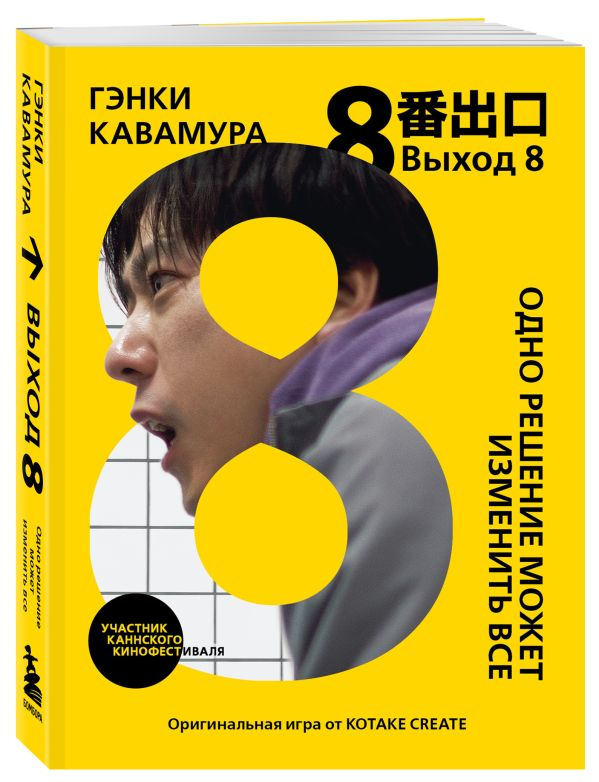 ГЭНКИ
КАВАМУРА
8番出口
Выход 8
ОДНО РЕШЕНИЕ МОЖЕТ
ИЗМЕНИТЬ ВСЕ
УЧАСТНИК
КАННСКОГО
КИНОФЕСТИВАЛЯ
Оригинальная игра от KOTAKE CREATE
ГЭНКИ
КАВАМУРА
ВЫХОД 8
Одно решение
может
изменить все
БОМБОРА